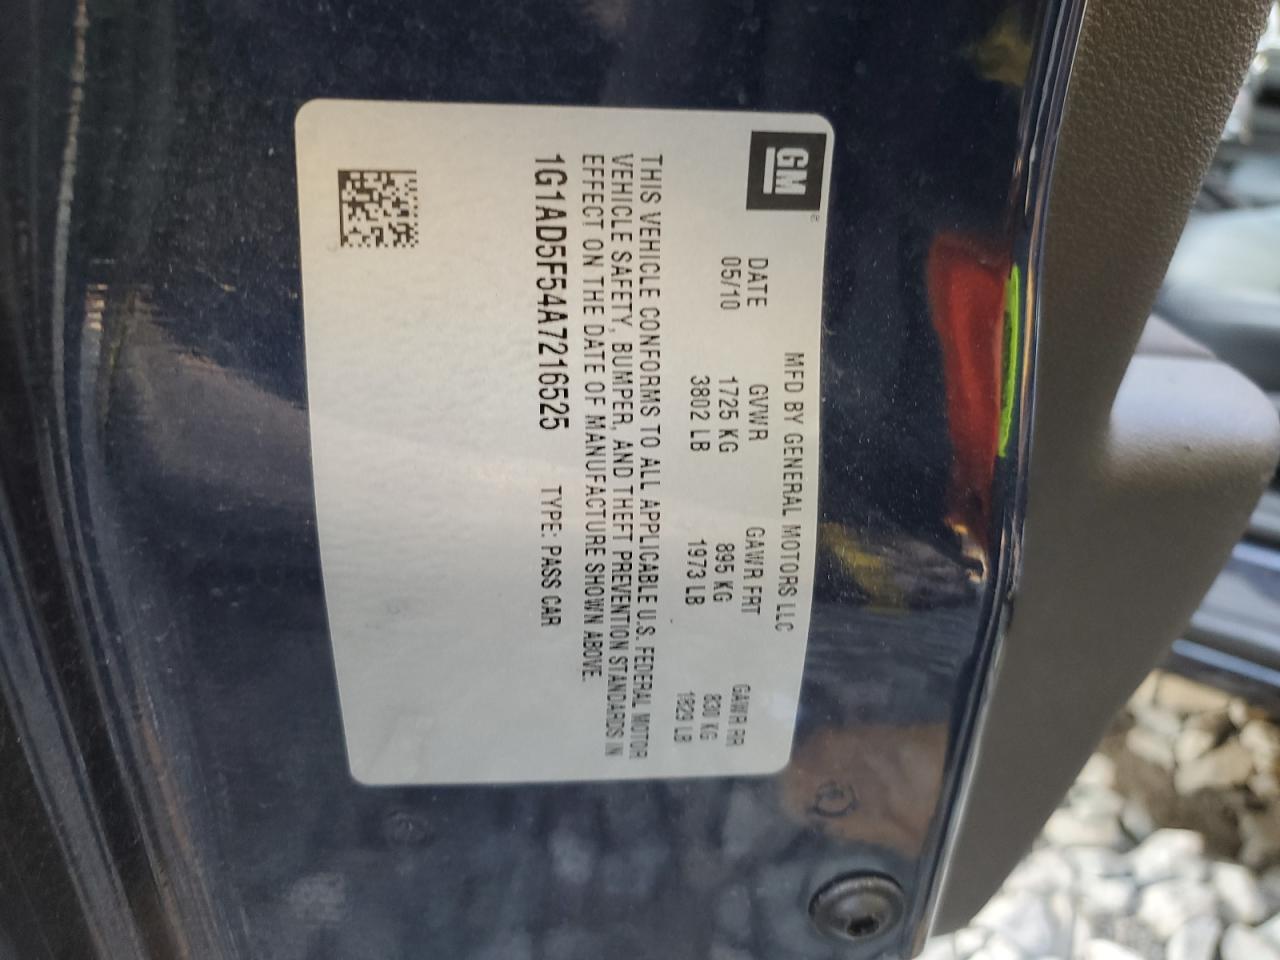 GM
MFD BY GENERAL MOTORS LLC
DATE GVWR GAWR FRT GAWR RR
05/10 1725 KG 895 KG 830 KG
3802 LB 1973 LB 1829 LB
THIS VEHICLE CONFORMS TO ALL APPLICABLE U.S. FEDERAL MOTOR
VEHICLE SAFETY, BUMPER, AND THEFT PREVENTION STANDARDS IN
EFFECT ON THE DATE OF MANUFACTURE SHOWN ABOVE.
1G1AD5F54A7216525 TYPE: PASS CAR